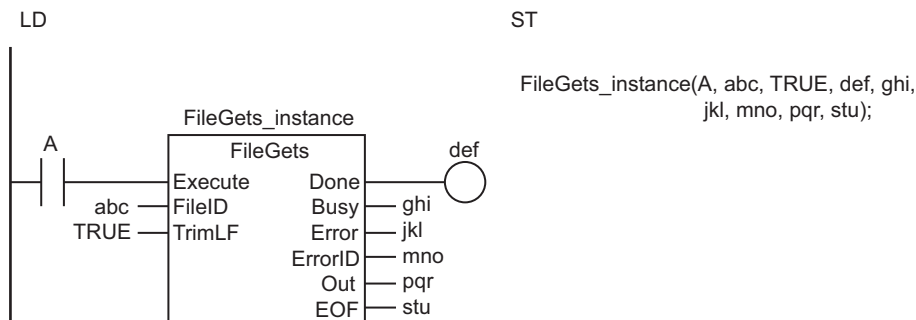 LD
ST
FileGets_instance(A, abc, TRUE, def, ghi,
jkl, mno, pqr, stu);
FileGets_instance
A
FileGets
def
Execute
Done
abc
FileID
Busy
ghi
TRUE
TrimLF
Error
jkl
ErrorID
mno
Out
pqr
EOF
stu